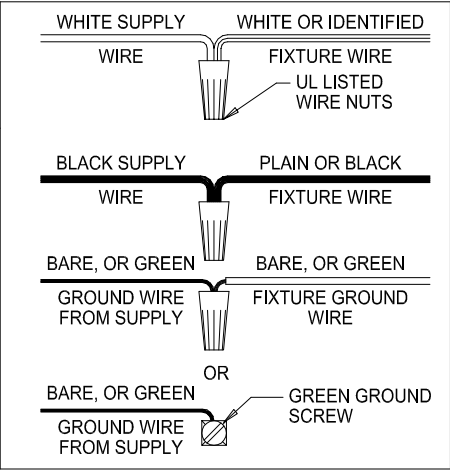 WHITE SUPPLY WIRE
WHITE OR IDENTIFIED FIXTURE WIRE
UL LISTED
WIRE NUTS
BLACK SUPPLY
WIRE
PLAIN OR BLACK
FIXTURE WIRE
BARE, OR GREEN
GROUND WIRE
FROM SUPPLY
BARE, OR GREEN
FIXTURE GROUND
WIRE
OR
BARE, OR GREEN
GROUND WIRE
FROM SUPPLY
GREEN GROUND
SCREW